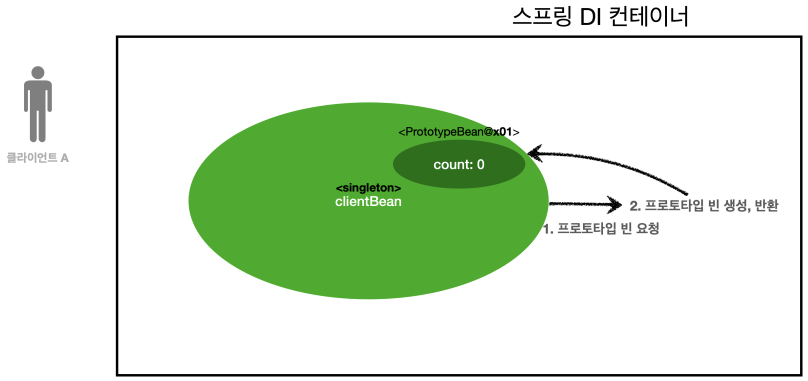 스프링 DI 컨테이너
클라이언트 A
<PrototypeBean@x01>
count: 0
<singleton>
clientBean
2. 프로토타입 빈 생성, 반환
1. 프로토타입 빈 요청